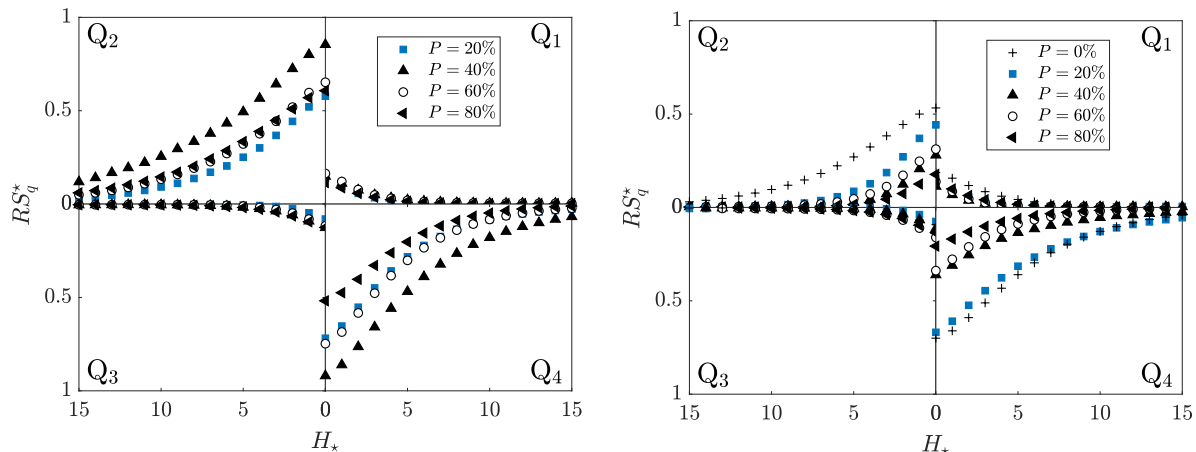 1
Q₂
Q₁
P = 20%
P = 40%
P = 60%
P = 80%
0.5
RS*q
0
0.5
Q₃
Q₄
1
15 10 5 0 5 10 15
H⋆
1
Q₂
Q₁
P = 0%
P = 20%
P = 40%
P = 60%
P = 80%
0.5
RS*q
0
0.5
Q₃
Q₄
1
15 10 5 0 5 10 15
H⋆